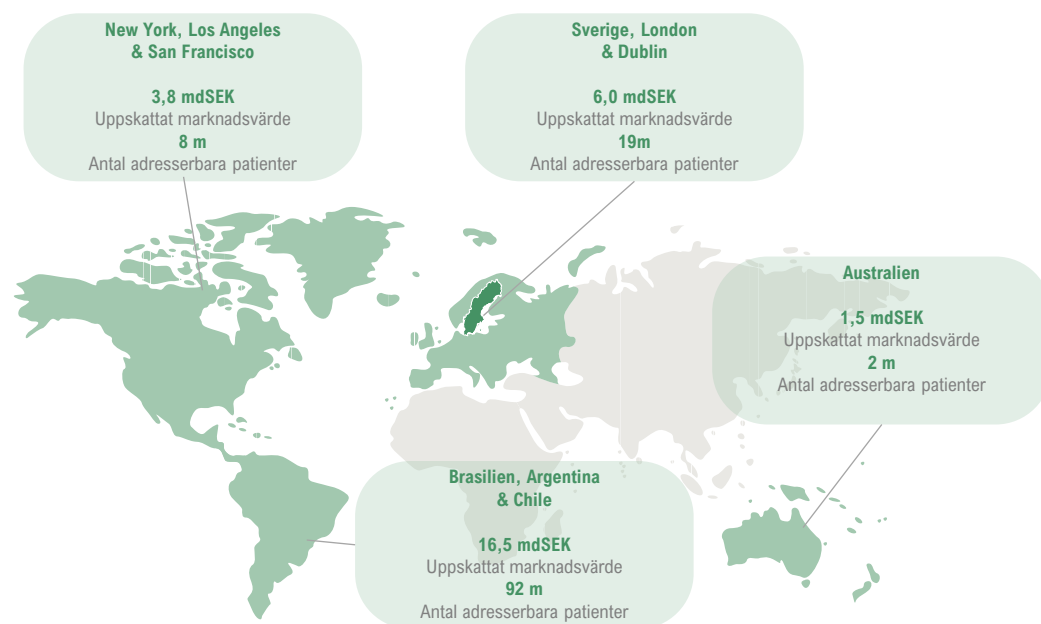 New York, Los Angeles
& San Francisco
3,8 mdSEK
Uppskattat marknadsvärde
8 m
Antal adresserbara patienter
Sverige, London
& Dublin
6,0 mdSEK
Uppskattat marknadsvärde
19m
Antal adresserbara patienter
Australien
1,5 mdSEK
Uppskattat marknadsvärde
2 m
Antal adresserbara patienter
Brasilien, Argentina
& Chile
16,5 mdSEK
Uppskattat marknadsvärde
92 m
Antal adresserbara patienter